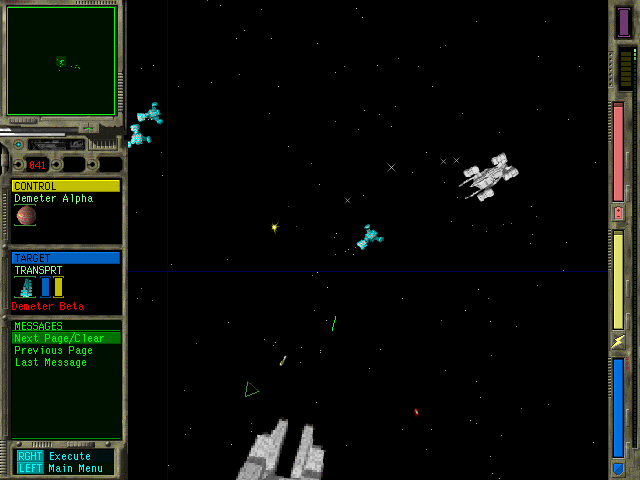 041
CONTROL
Demeter Alpha
TARGET
TRANSPRT
Demeter Beta
MESSAGES
Next Page/Clear
Previous Page
Last Message
RGHT Execute
LEFT Main Menu